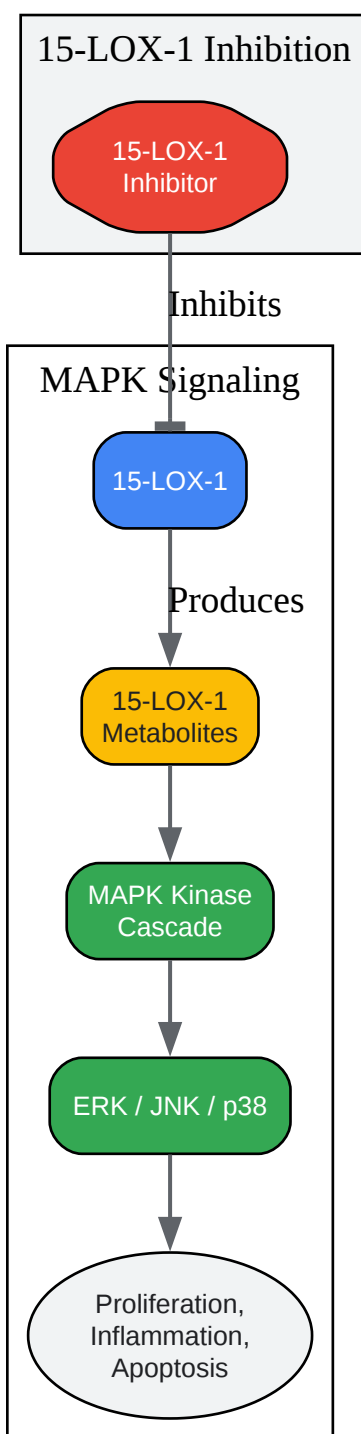 15-LOX-1 Inhibition
15-LOX-1
Inhibitor
Inhibits
MAPK Signaling
15-LOX-1
Produces
15-LOX-1
Metabolites
MAPK Kinase
Cascade
ERK / JNK / p38
Proliferation,
Inflammation,
Apoptosis